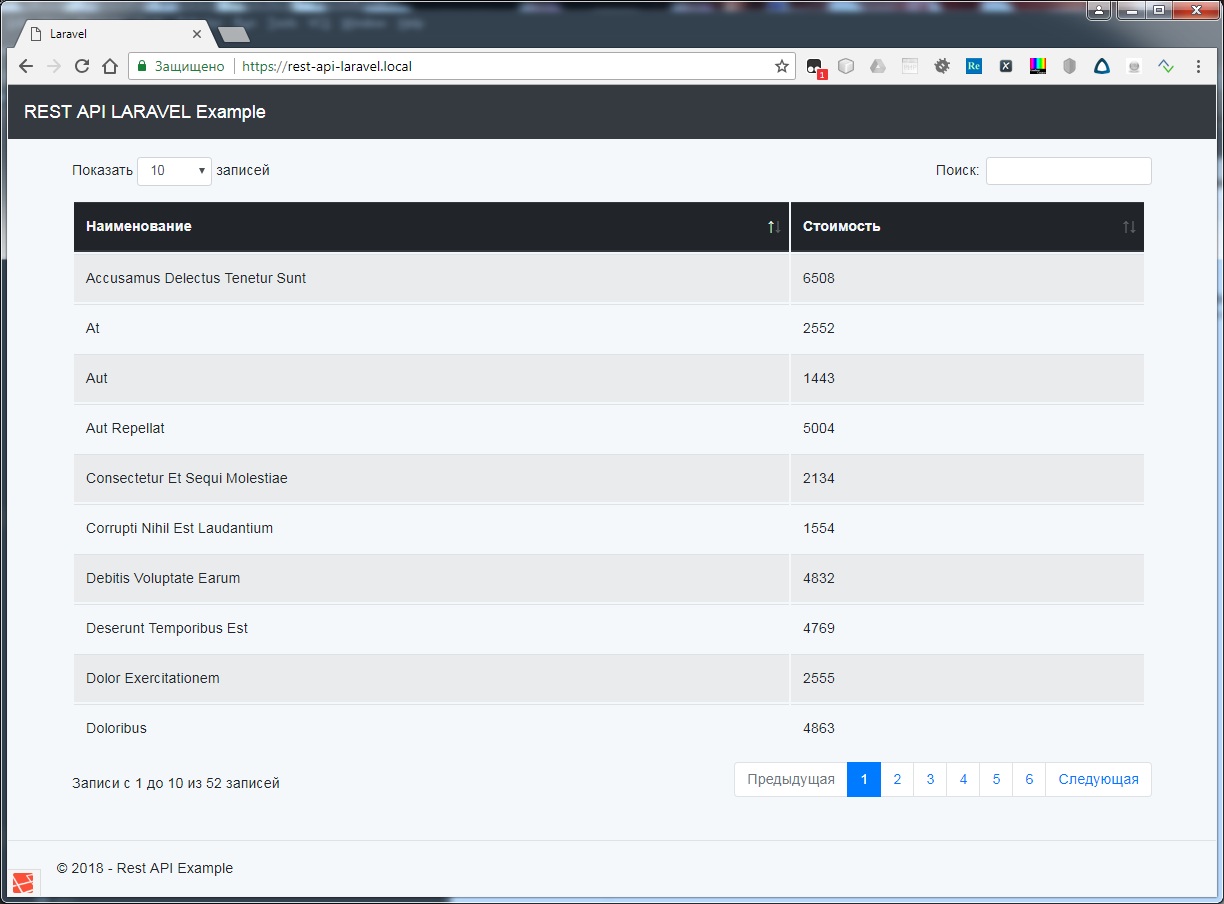 Laravel
Защищено https://rest-api-laravel.local
1
Re
X
REST API LARAVEL Example
Показать 10 записей Поиск:
Наименование Стоимость
Accusamus Delectus Tenetur Sunt 6508
At 2552
Aut 1443
Aut Repellat 5004
Consectetur Et Sequi Molestiae 2134
Corrupti Nihil Est Laudantium 1554
Debitis Voluptate Earum 4832
Deserunt Temporibus Est 4769
Dolor Exercitationem 2555
Doloribus 4863
Записи с 1 до 10 из 52 записей
Предыдущая 1 2 3 4 5 6 Следующая
© 2018 - Rest API Example